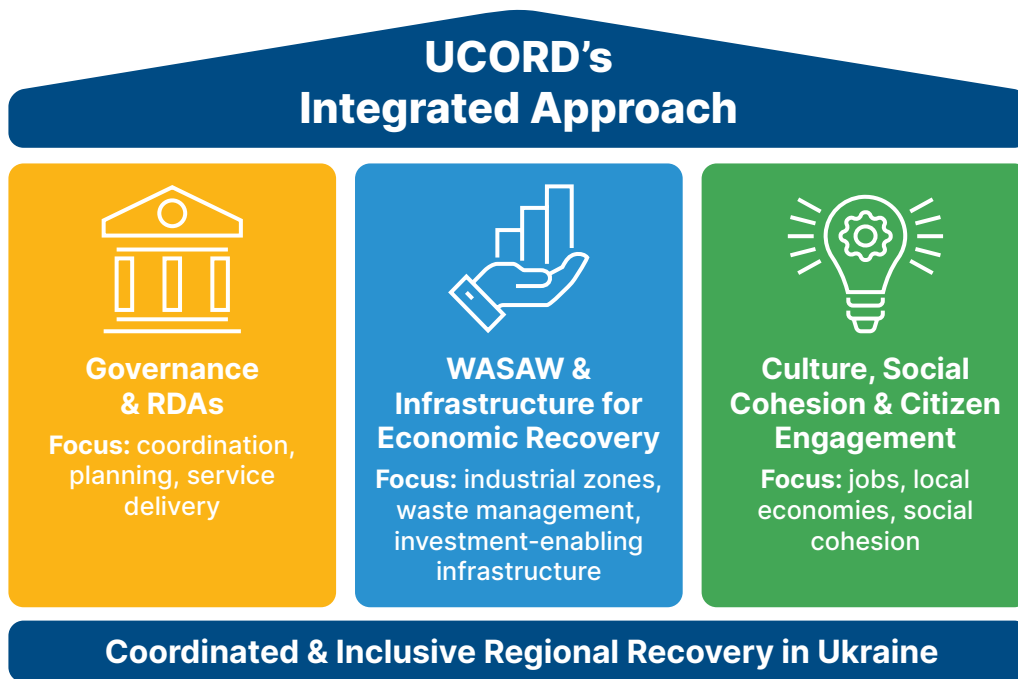 UCORD’s
Integrated Approach
Governance
& RDAs
Focus: coordination,
planning, service
delivery
WASAW &
Infrastructure for
Economic Recovery
Focus: industrial zones,
waste management,
investment-enabling
infrastructure
Culture, Social
Cohesion & Citizen
Engagement
Focus: jobs, local
economies, social
cohesion
Coordinated & Inclusive Regional Recovery in Ukraine